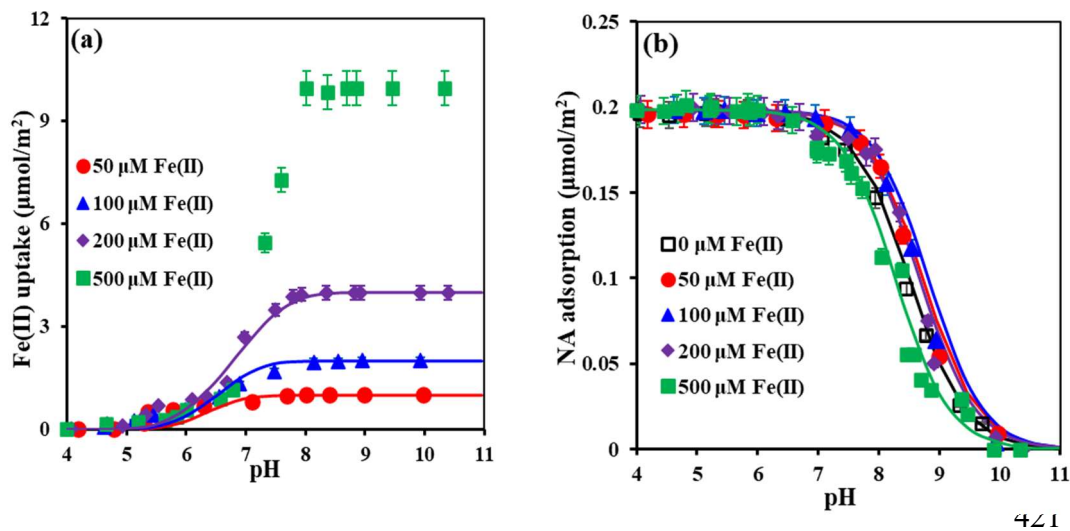 (a)
Fe(II) uptake (μmol/m²)
12
9
6
3
0
50 μM Fe(II)
100 μM Fe(II)
200 μM Fe(II)
500 μM Fe(II)
4 5 6 7 8 9 10 11
pH
(b)
NA adsorption (μmol/m²)
0.25
0.2
0.15
0.1
0.05
0
0 μM Fe(II)
50 μM Fe(II)
100 μM Fe(II)
200 μM Fe(II)
500 μM Fe(II)
4 5 6 7 8 9 10 11
pH